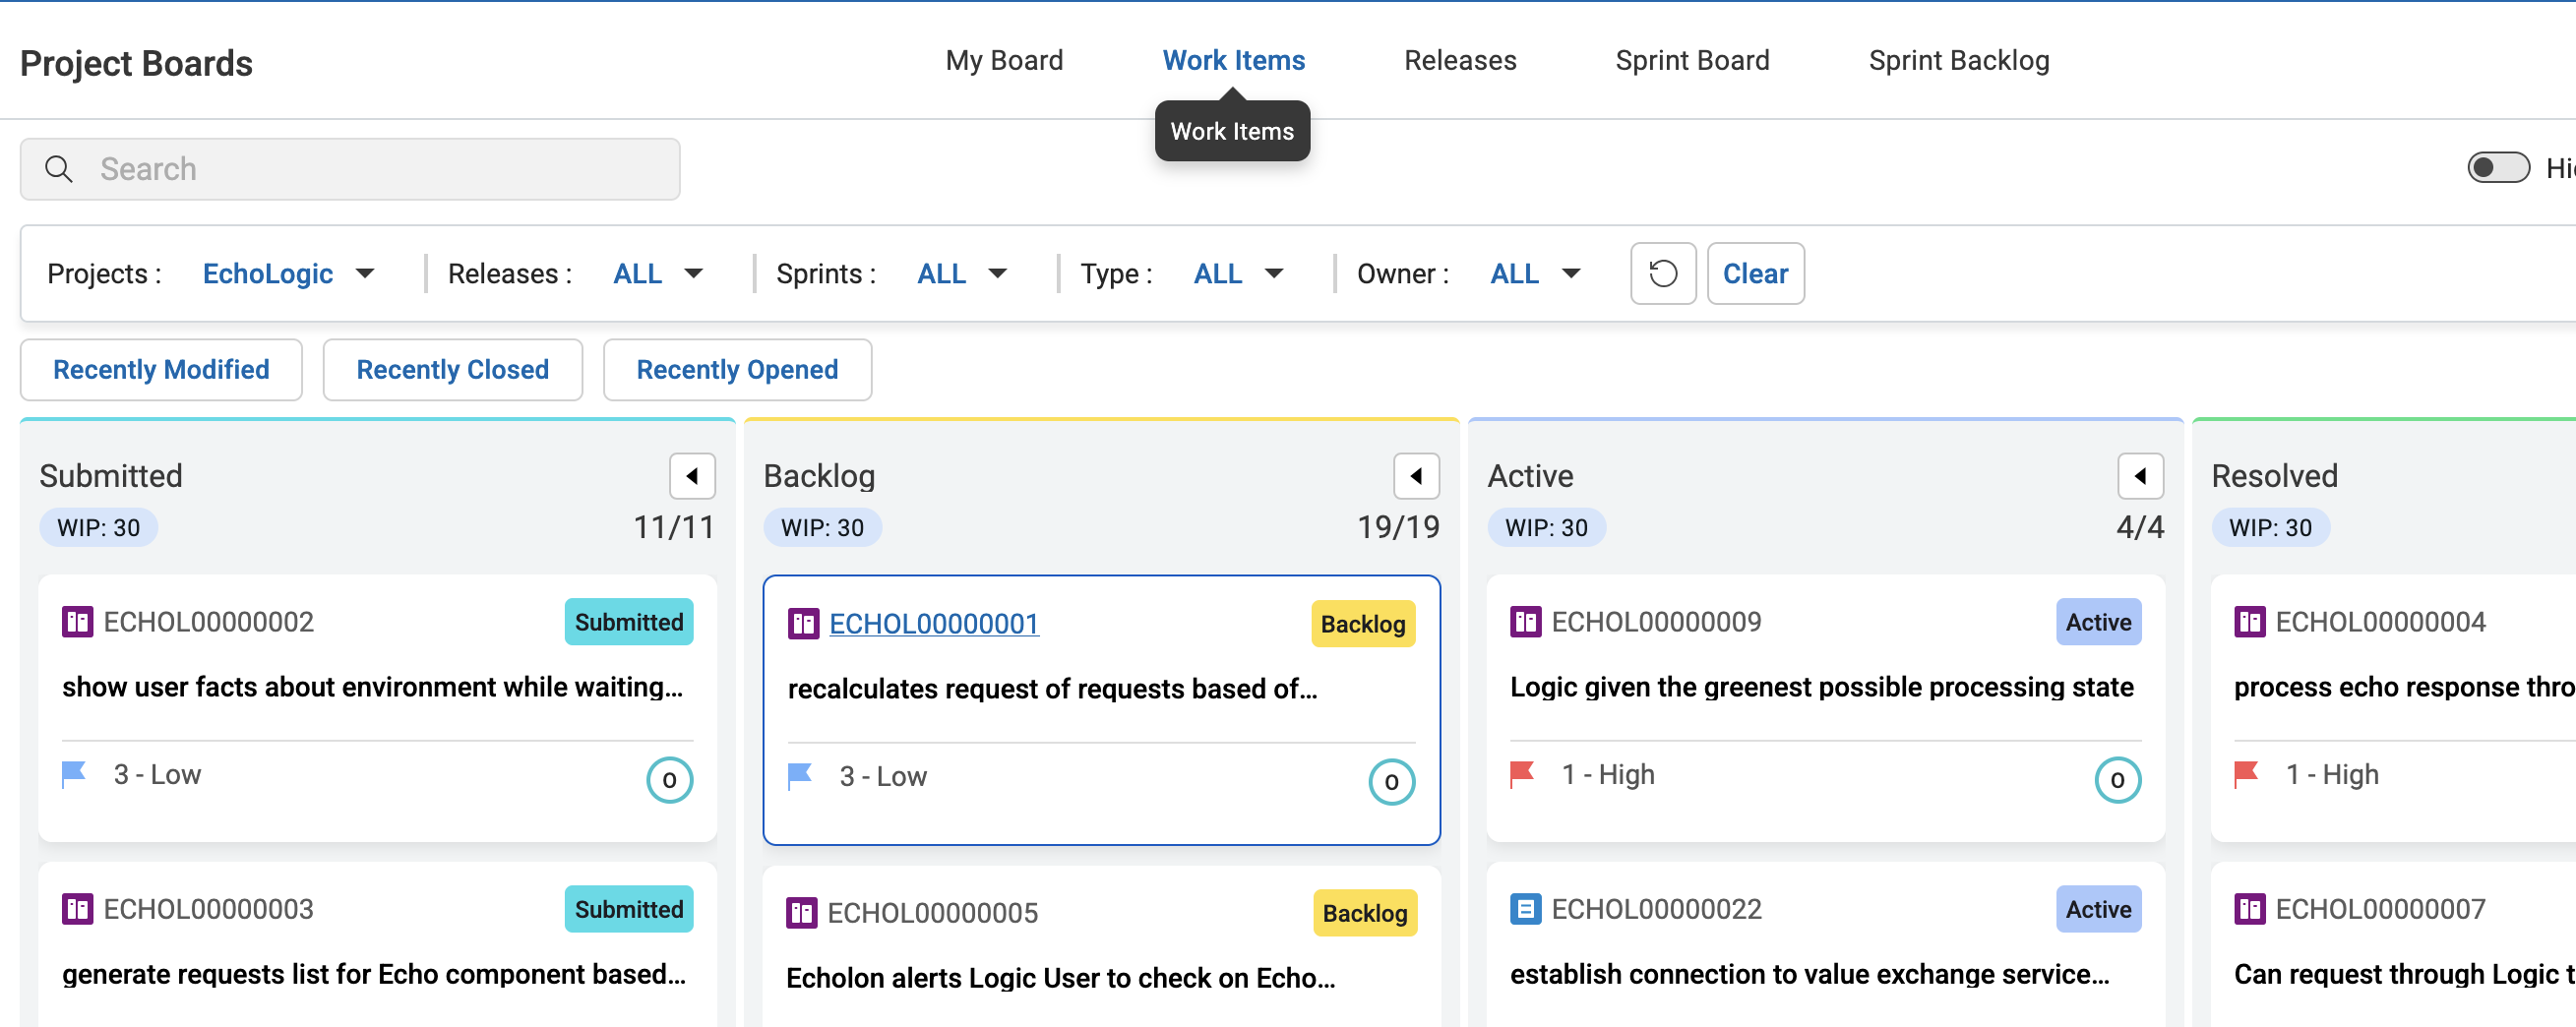 Project Boards
My Board Work Items Releases Sprint Board Sprint Backlog
Work Items
Search
Projects : EchoLogic Releases : ALL Sprints : ALL Type : ALL Owner : ALL Clear
Recently Modified Recently Closed Recently Opened
Submitted
WIP: 30 11/11
ECHOL00000002 Submitted
show user facts about environment while waiting...
3 - Low 0
ECHOL00000003 Submitted
generate requests list for Echo component based...
Backlog
WIP: 30 19/19
ECHOL00000001 Backlog
recalculates request of requests based of...
3 - Low 0
ECHOL00000005 Backlog
Echolon alerts Logic User to check on Echo...
Active
WIP: 30 4/4
ECHOL00000009 Active
Logic given the greenest possible processing state
1 - High 0
ECHOL00000022 Active
establish connection to value exchange service...
Resolved
WIP: 30
ECHOL00000004
process echo response
1 - High
ECHOL00000007
Can request through Logic